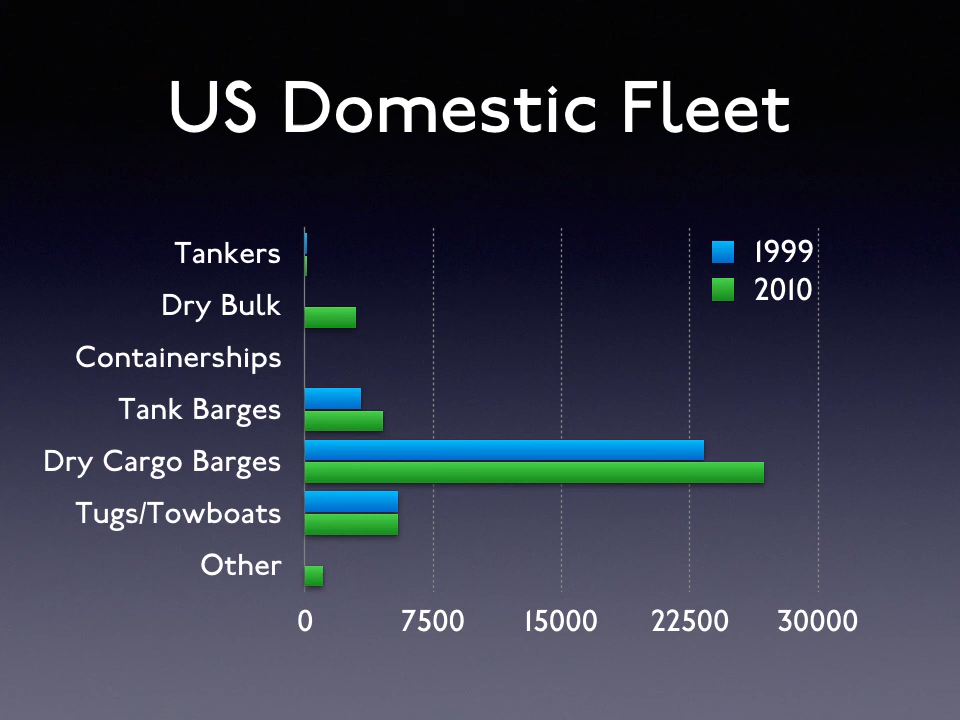 US Domestic Fleet
1999
2010
Tankers
Dry Bulk
Containerships
Tank Barges
Dry Cargo Barges
Tugs/Towboats
Other
0 7500 15000 22500 30000